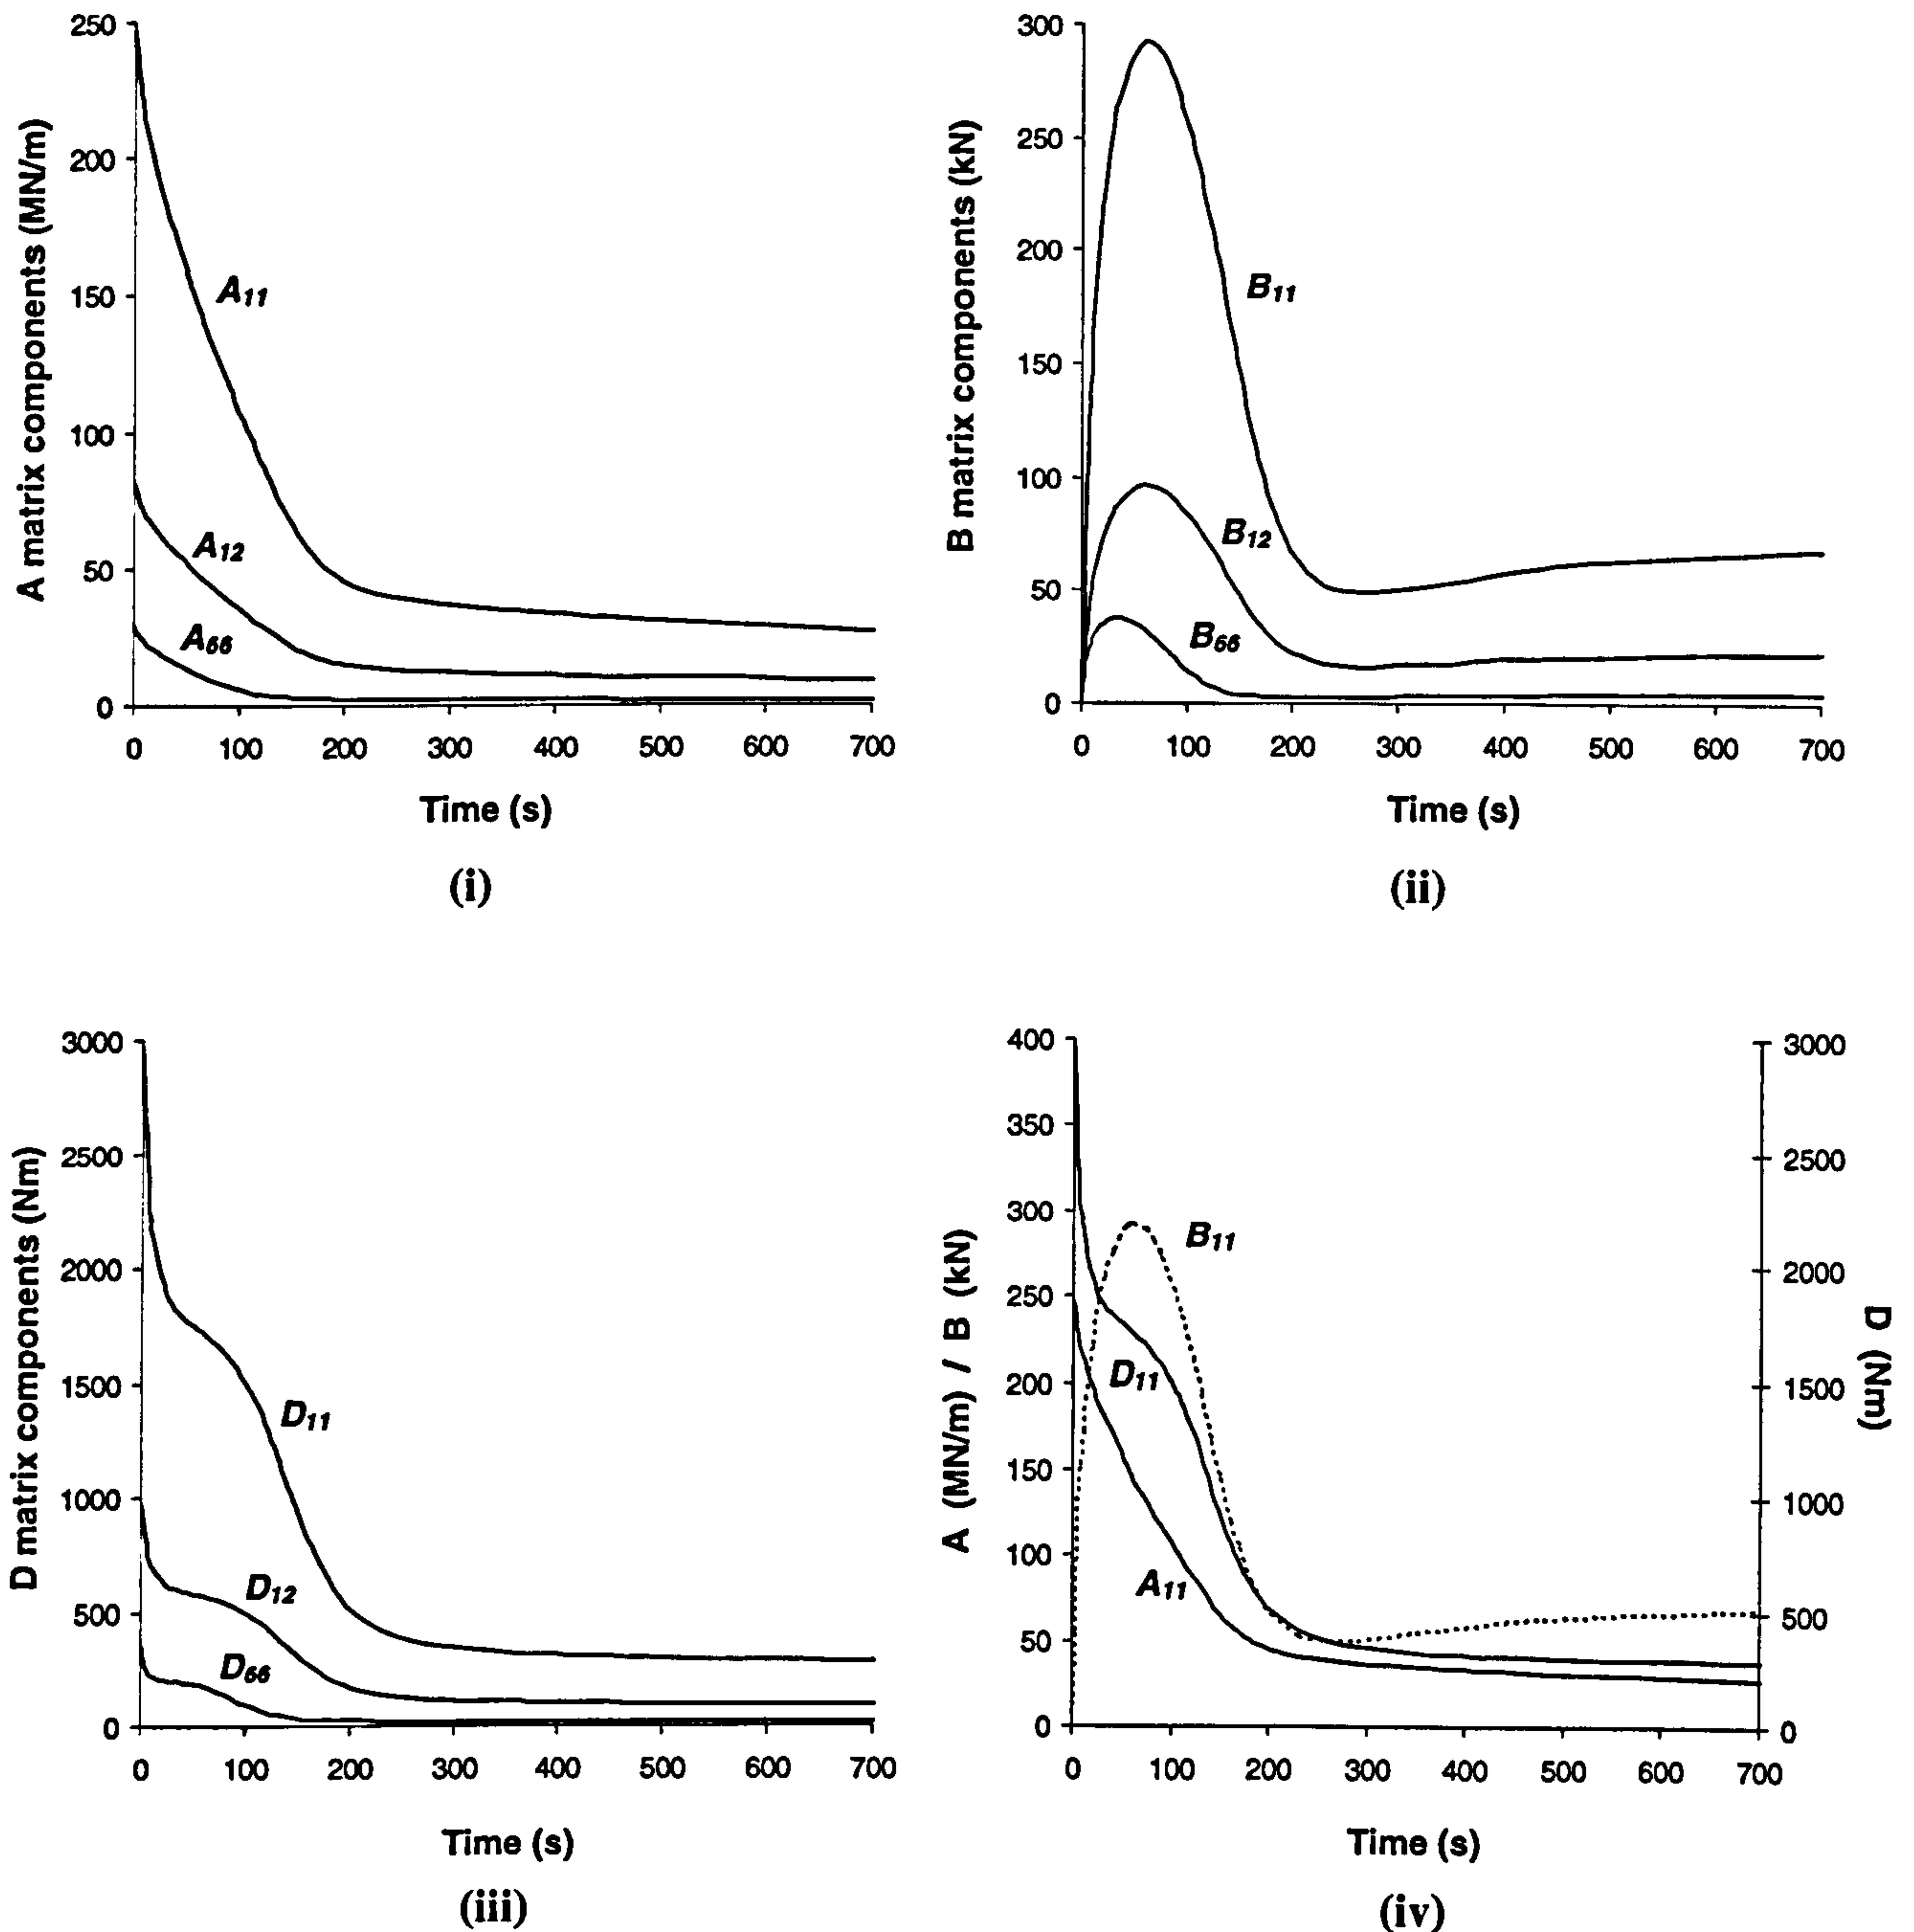 A matrix components (MN/m)
250
200
150
100
50
0
A11
A12
A66
0 100 200 300 400 500 600 700
Time (s)
(i)
B matrix components (kN)
300
250
200
150
100
50
0
B11
B12
B66
0 100 200 300 400 500 600 700
Time (s)
(ii)
D matrix components (Nm)
3000
2500
2000
1500
1000
500
0
D11
D12
D66
0 100 200 300 400 500 600 700
Time (s)
(iii)
A (MN/m) / B (kN)
400
350
300
250
200
150
100
50
0
B11
D11
A11
3000
2500
2000
1500
1000
500
0
D (Nm)
0 100 200 300 400 500 600 700
Time (s)
(iv)